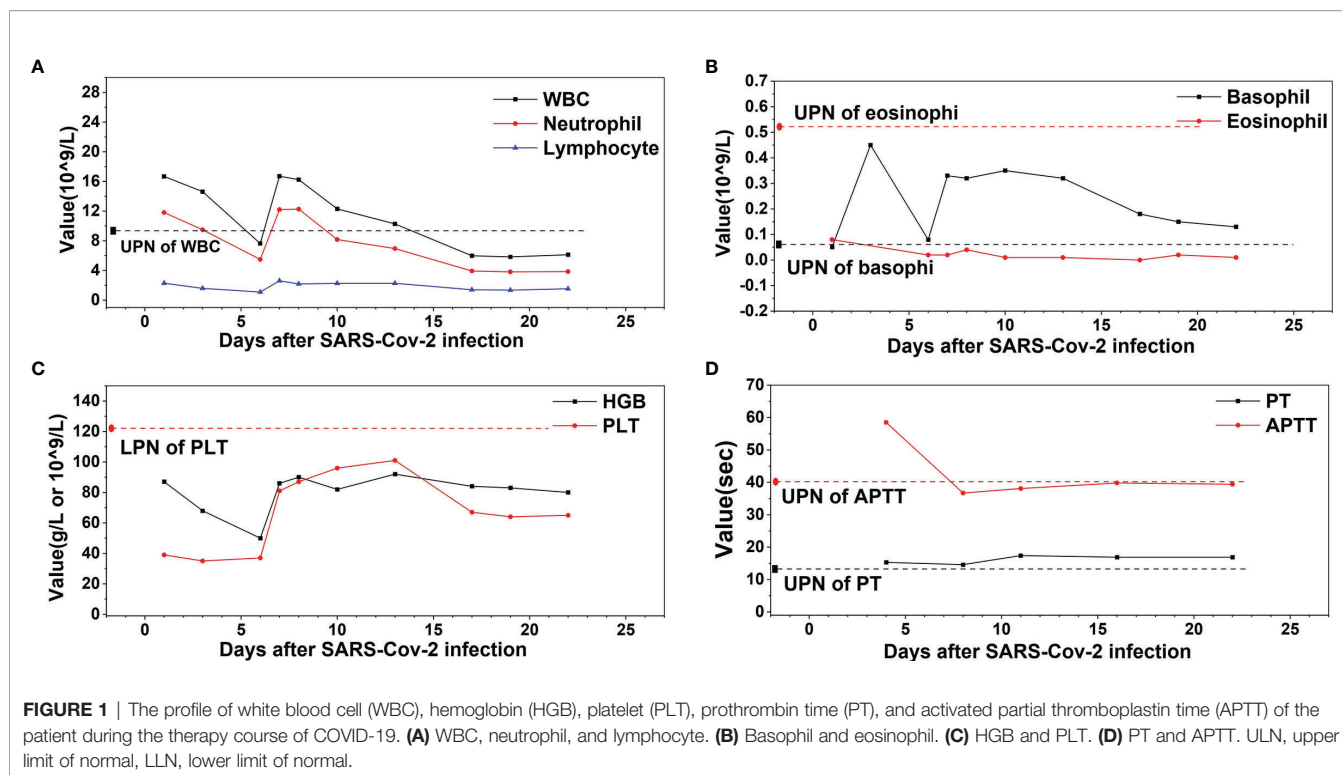 A
WBC
Neutrophil
Lymphocyte
UPN of WBC
Value(10^9/L)
28
24
20
16
12
8
4
0
0 5 10 15 20 25
Days after SARS-Cov-2 infection
B
Basophil
Eosinophil
UPN of eosinophi
UPN of basophi
Value(10^9/L)
0.7
0.6
0.5
0.4
0.3
0.2
0.1
0.0
-0.1
-0.2
0 5 10 15 20 25
Days after SARS-Cov-2 infection
C
HGB
PLT
LPN of PLT
Value(g/L or 10^9/L)
140
120
100
80
60
40
20
0
0 5 10 15 20 25
Days after SARS-Cov-2 infection
D
PT
APTT
UPN of APTT
UPN of PT
Value(sec)
70
60
50
40
30
20
10
0
0 5 10 15 20 25
Days after SARS-Cov-2 infection
FIGURE 1 | The profile of white blood cell (WBC), hemoglobin (HGB), platelet (PLT), prothrombin time (PT), and activated partial thromboplastin time (APTT) of the
patient during the therapy course of COVID-19. (A) WBC, neutrophil, and lymphocyte. (B) Basophil and eosinophil. (C) HGB and PLT. (D) PT and APTT. ULN, upper
limit of normal, LLN, lower limit of normal.